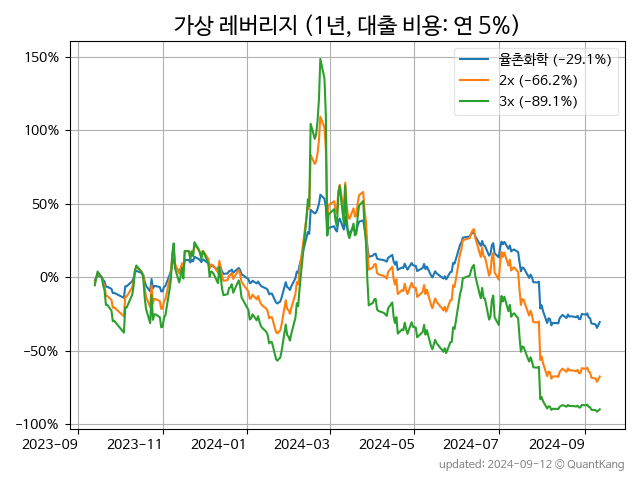 가상 레버리지 (1년, 대출 비용: 연 5%)
150%
100%
50%
0%
−50%
−100%
율촌화학 (-29.1%)
2x (-66.2%)
3x (-89.1%)
2023-09
2023-11
2024-01
2024-03
2024-05
2024-07
2024-09
updated: 2024-09-12 © QuantKang